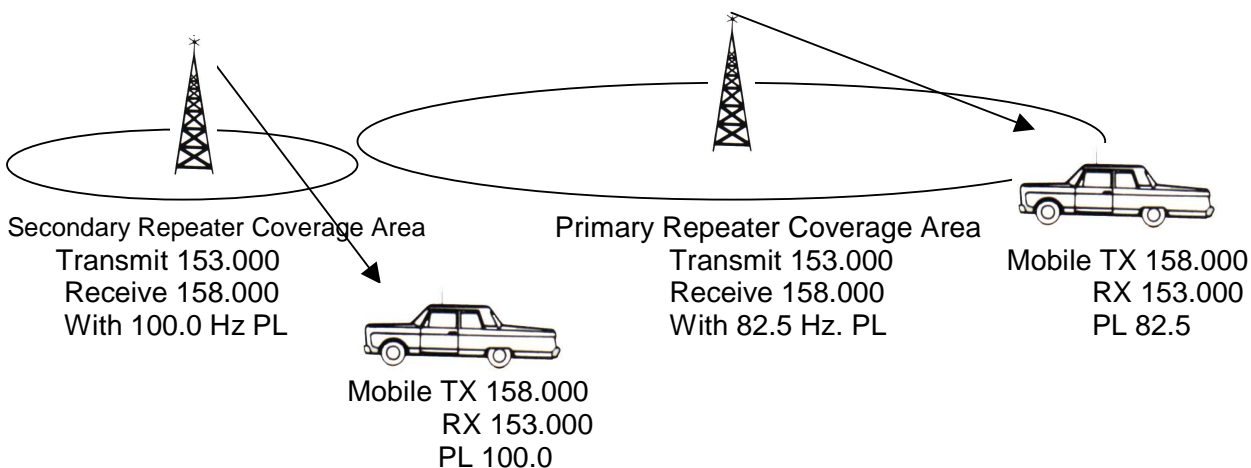 Secondary Repeater Coverage Area
Transmit 153.000
Receive 158.000
With 100.0 Hz PL
Primary Repeater Coverage Area
Transmit 153.000
Receive 158.000
With 82.5 Hz. PL
Mobile TX 158.000
RX 153.000
PL 82.5
Mobile TX 158.000
RX 153.000
PL 100.0